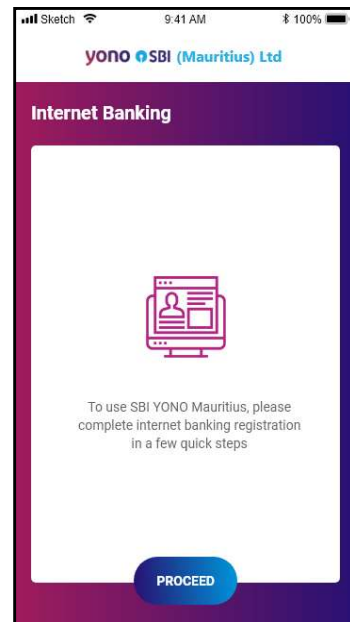 Sketch 9:41 AM 100%
yono SBI (Mauritius) Ltd
Internet Banking
To use SBI YONO Mauritius, please
complete internet banking registration
in a few quick steps
PROCEED